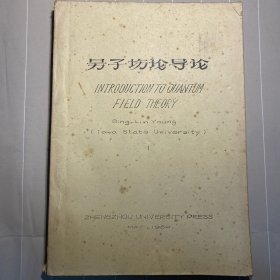 量子场论导论
INTRODUCTION TO QUANTUM
FIELD THEORY
Bing-Lin Young
(Iowa State University)
I
ZHENGZHOU UNIVERSITY PRESS
MAY, 1984